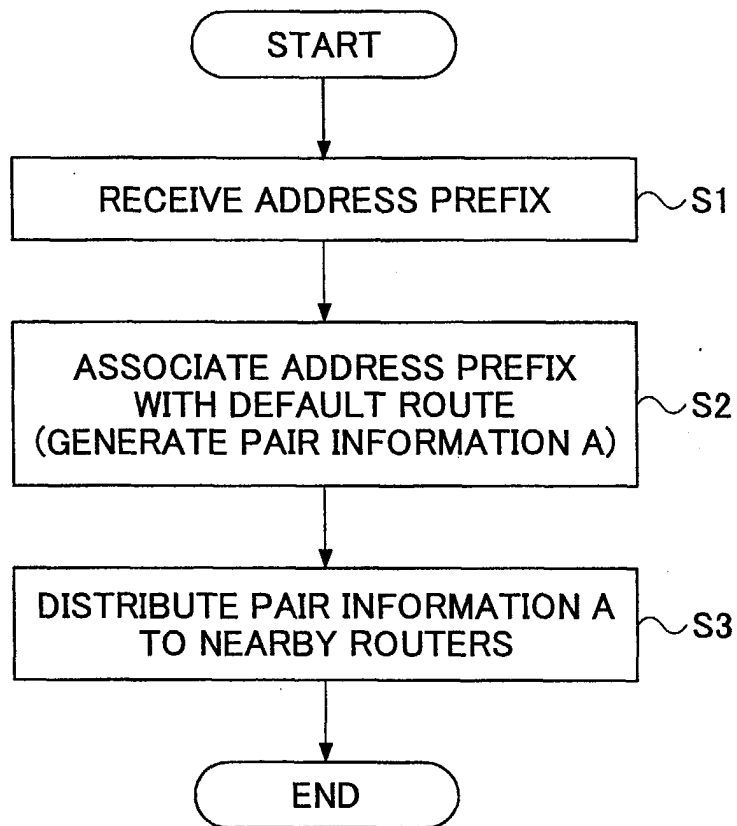 START
RECEIVE ADDRESS PREFIX
S1
ASSOCIATE ADDRESS PREFIX
WITH DEFAULT ROUTE
(GENERATE PAIR INFORMATION A)
S2
DISTRIBUTE PAIR INFORMATION A
TO NEARBY ROUTERS
S3
END